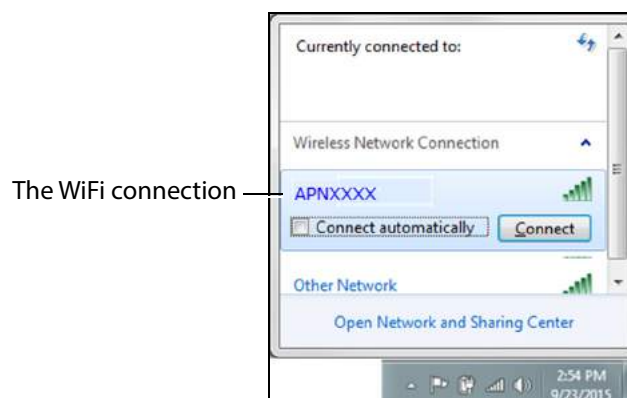 Currently connected to:
Wireless Network Connection
The WiFi connection
APNXXXX
Connect automatically
Connect
Other Network
Open Network and Sharing Center
2:54 PM
9/23/2015